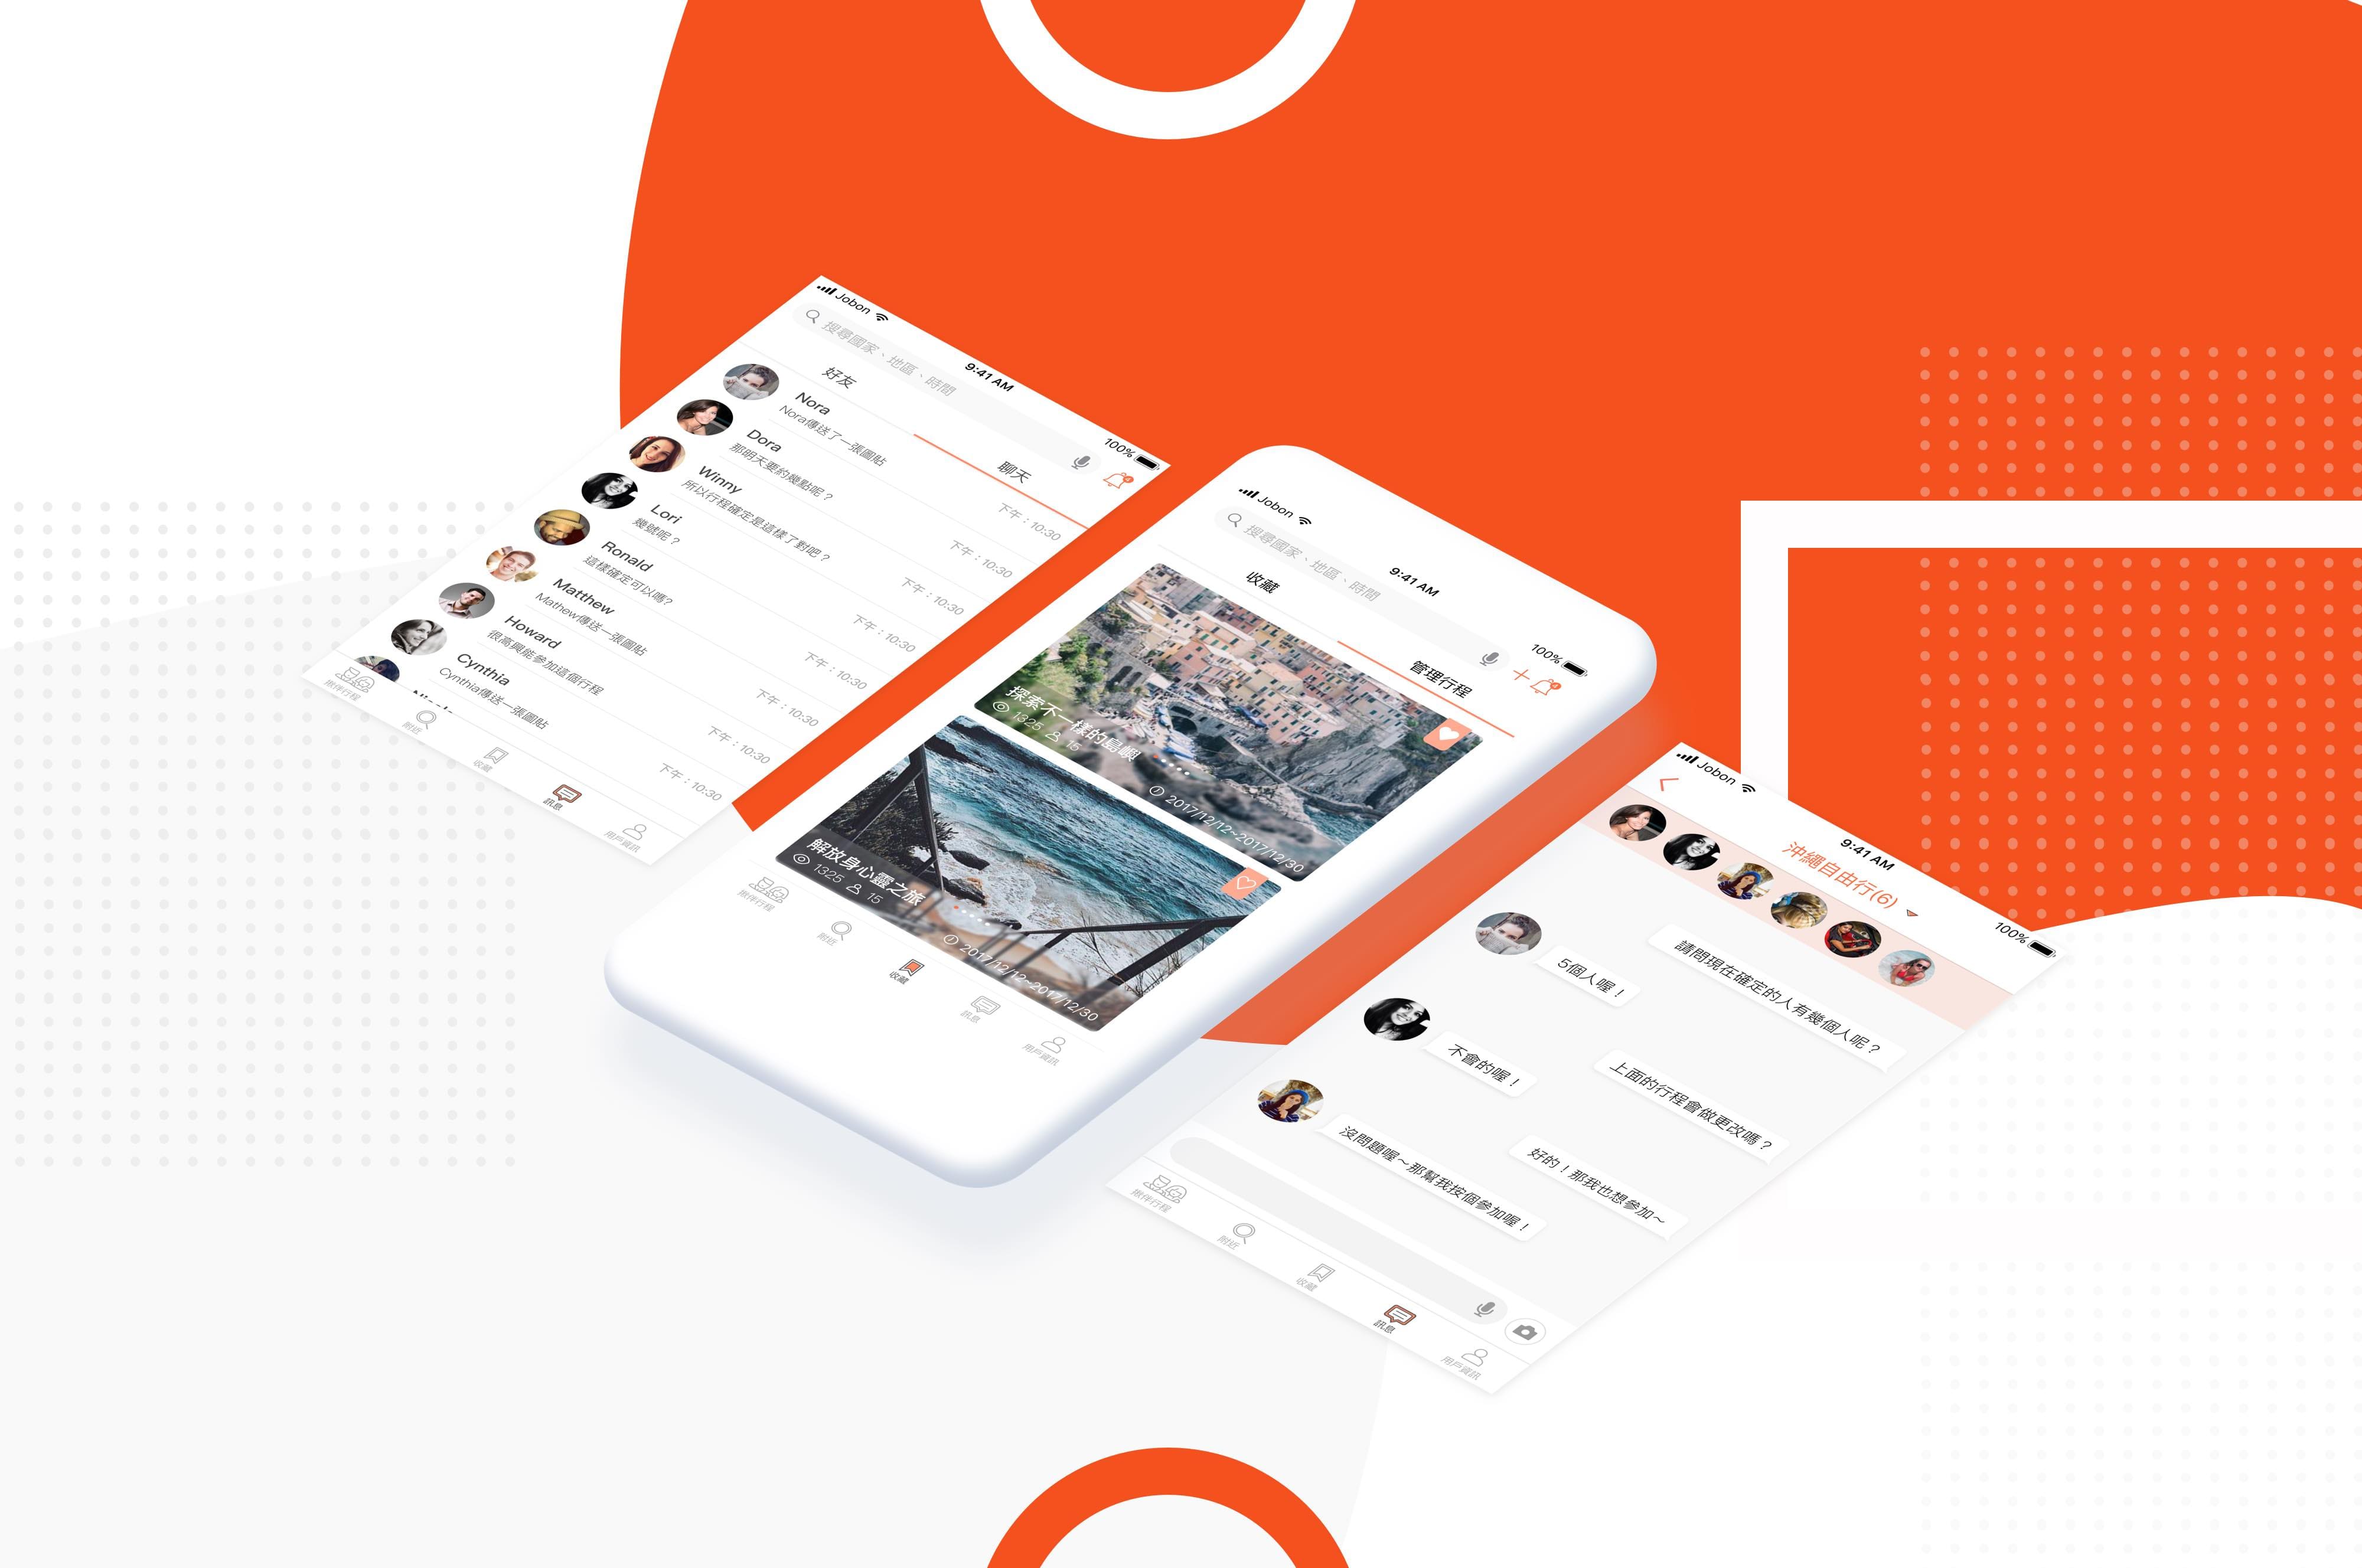 Jobon
9:41 AM
100%
搜尋國家、地區、時間
好友
聊天
Nora
Nora傳送了一張圖貼
下午：10:30
Dora
那明天要約幾點呢？
下午：10:30
Winny
所以行程確定是這樣了對吧？
下午：10:30
Lori
幾號呢？
下午：10:30
Ronald
這樣確定可以嗎?
下午：10:30
Matthew
Mathew傳送一張圖貼
下午：10:30
Howard
很高興能參加這個行程
下午：10:30
Cynthia
Cynthia傳送一張圖貼
下午：10:30
揪伴行程
附近
收藏
訊息
用戶資訊
Jobon
9:41 AM
100%
搜尋國家、地區、時間
收藏
管理行程
探索不一樣的島嶼
1325
15
2017/12/12~2017/12/30
解放身心靈之旅
1325
15
2017/12/12~2017/12/30
揪伴行程
附近
收藏
訊息
用戶資訊
Jobon
9:41 AM
100%
沖繩自由行(6)
請問現在確定的人有幾個人呢？
5個人喔！
上面的行程會做更改嗎？
不會的喔！
好的！那我也想參加～
沒問題喔～那幫我按個參加喔！
揪伴行程
附近
收藏
訊息
用戶資訊